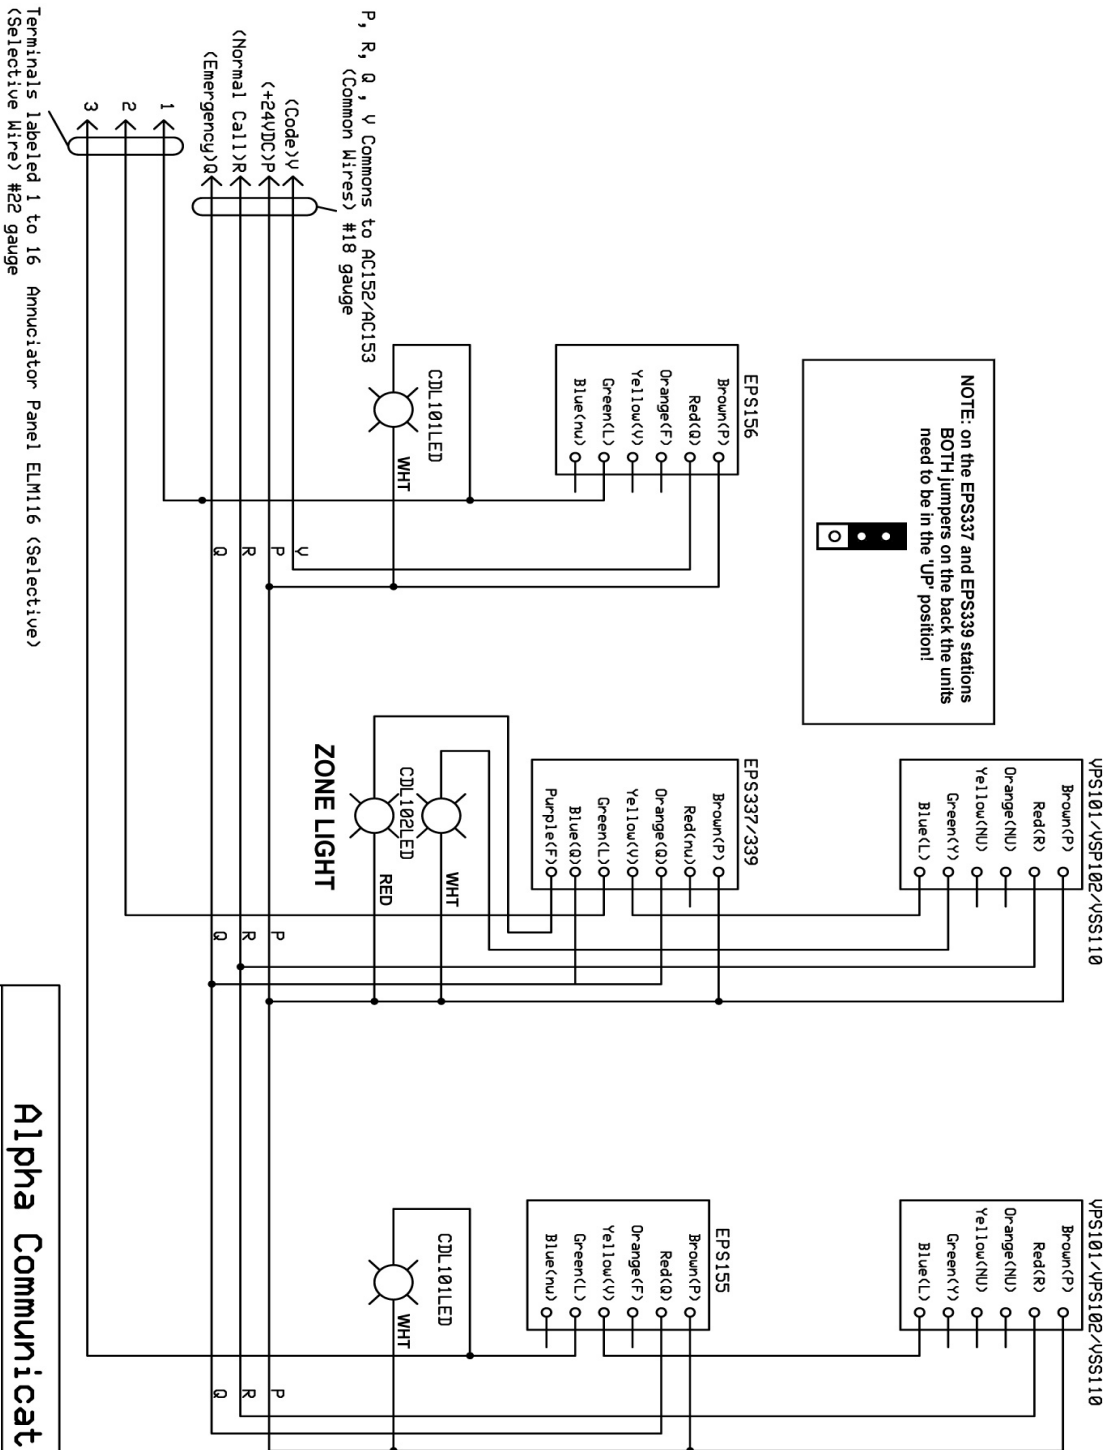 VPS101/VSP102/VSS110
Brown(P)
Red(R)
Orange(NU)
Yellow(NU)
Green(Y)
Blue(L)
VPS101/VPS102/VSS110
Brown(P)
Red(R)
Orange(NU)
Yellow(NU)
Green(Y)
Blue(L)
NOTE: on the EPS337 and EPS339 stations
BOTH jumpers on the back the units
need to be in the 'UP' position!
EPS156
Brown(P)
Red(Q)
Orange(F)
Yellow(V)
Green(L)
Blue(nu)
EPS337/339
Brown(P)
Red(nu)
Orange(Q)
Yellow(V)
Green(L)
Blue(Q)
Purple(F)
EPS155
Brown(P)
Red(Q)
Orange(F)
Yellow(V)
Green(L)
Blue(nu)
CDL101LED
WHT
CDL102LED
WHT
RED
ZONE LIGHT
CDL101LED
WHT
P, R, Q , V Commons to AC152/AC153
(Common Wires) #18 gauge
(Code)V
(+24VDC)P
(Normal Call)R
(Emergency)Q
V
P
R
Q
P
R
Q
P
R
Q
1
2
3
Terminals labeled 1 to 16 Annuciator Panel ELM116 (Selective)
(Selective Wire) #22 gauge
Alpha Communicat